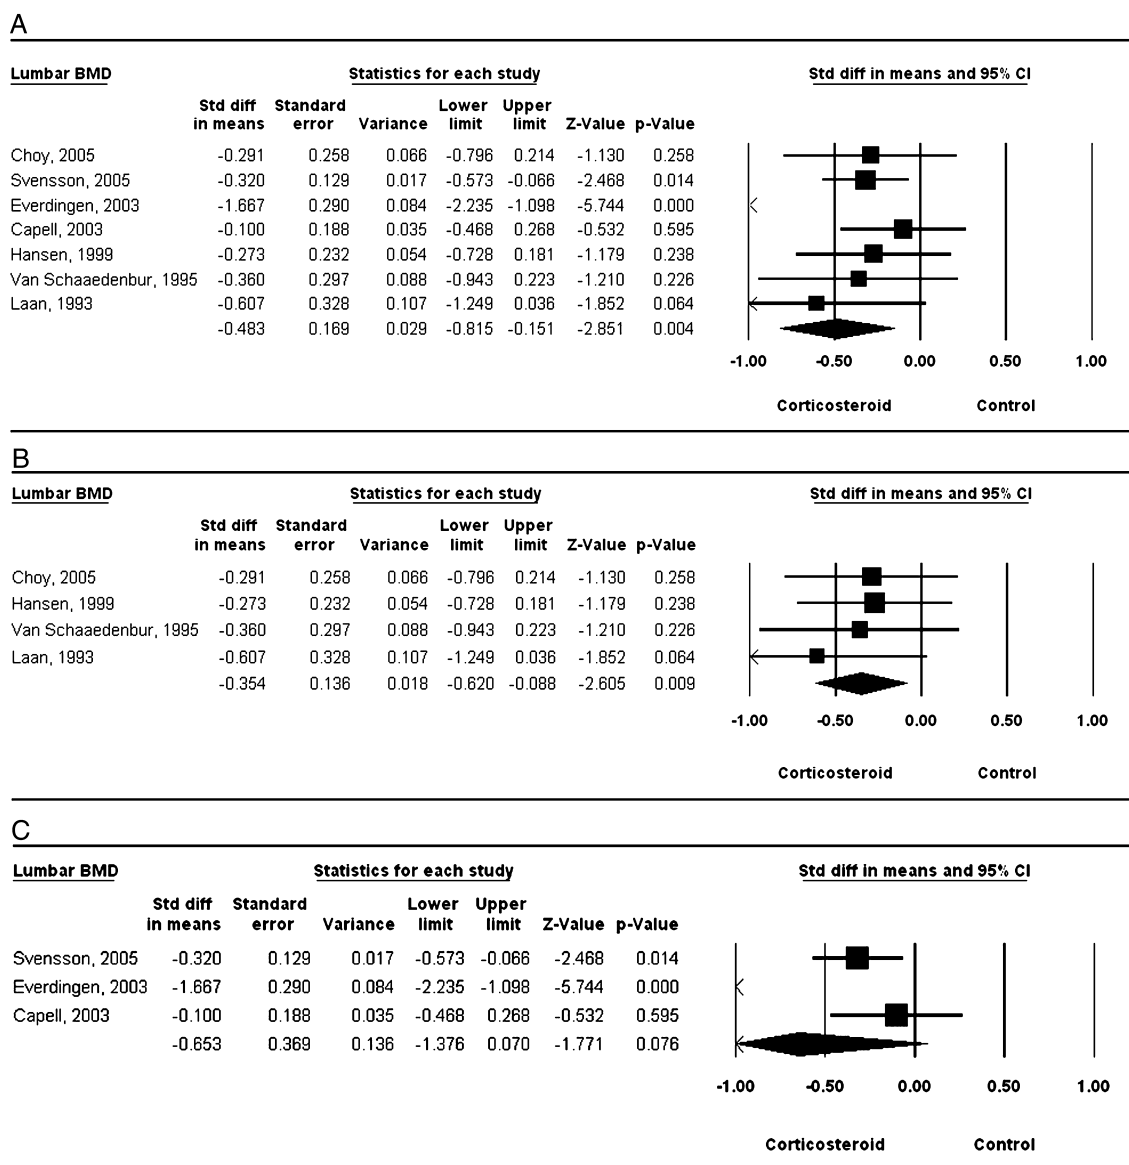 A
Lumbar BMD Statistics for each study Std diff in means and 95% CI
Std diff Standard Lower Upper
in means error Variance limit limit Z-Value p-Value
Choy, 2005 -0.291 0.258 0.066 -0.796 0.214 -1.130 0.258
Svensson, 2005 -0.320 0.129 0.017 -0.573 -0.066 -2.468 0.014
Everdingen, 2003 -1.667 0.290 0.084 -2.235 -1.098 -5.744 0.000
Capell, 2003 -0.100 0.188 0.035 -0.468 0.268 -0.532 0.595
Hansen, 1999 -0.273 0.232 0.054 -0.728 0.181 -1.179 0.238
Van Schaaedenbur, 1995 -0.360 0.297 0.088 -0.943 0.223 -1.210 0.226
Laan, 1993 -0.607 0.328 0.107 -1.249 0.036 -1.852 0.064
-0.483 0.169 0.029 -0.815 -0.151 -2.851 0.004
-1.00 -0.50 0.00 0.50 1.00
Corticosteroid Control
B
Lumbar BMD Statistics for each study Std diff in means and 95% CI
Std diff Standard Lower Upper
in means error Variance limit limit Z-Value p-Value
Choy, 2005 -0.291 0.258 0.066 -0.796 0.214 -1.130 0.258
Hansen, 1999 -0.273 0.232 0.054 -0.728 0.181 -1.179 0.238
Van Schaaedenbur, 1995 -0.360 0.297 0.088 -0.943 0.223 -1.210 0.226
Laan, 1993 -0.607 0.328 0.107 -1.249 0.036 -1.852 0.064
-0.354 0.136 0.018 -0.620 -0.088 -2.605 0.009
-1.00 -0.50 0.00 0.50 1.00
Corticosteroid Control
C
Lumbar BMD Statistics for each study Std diff in means and 95% CI
Std diff Standard Lower Upper
in means error Variance limit limit Z-Value p-Value
Svensson, 2005 -0.320 0.129 0.017 -0.573 -0.066 -2.468 0.014
Everdingen, 2003 -1.667 0.290 0.084 -2.235 -1.098 -5.744 0.000
Capell, 2003 -0.100 0.188 0.035 -0.468 0.268 -0.532 0.595
-0.653 0.369 0.136 -1.376 0.070 -1.771 0.076
-1.00 -0.50 0.00 0.50 1.00
Corticosteroid Control